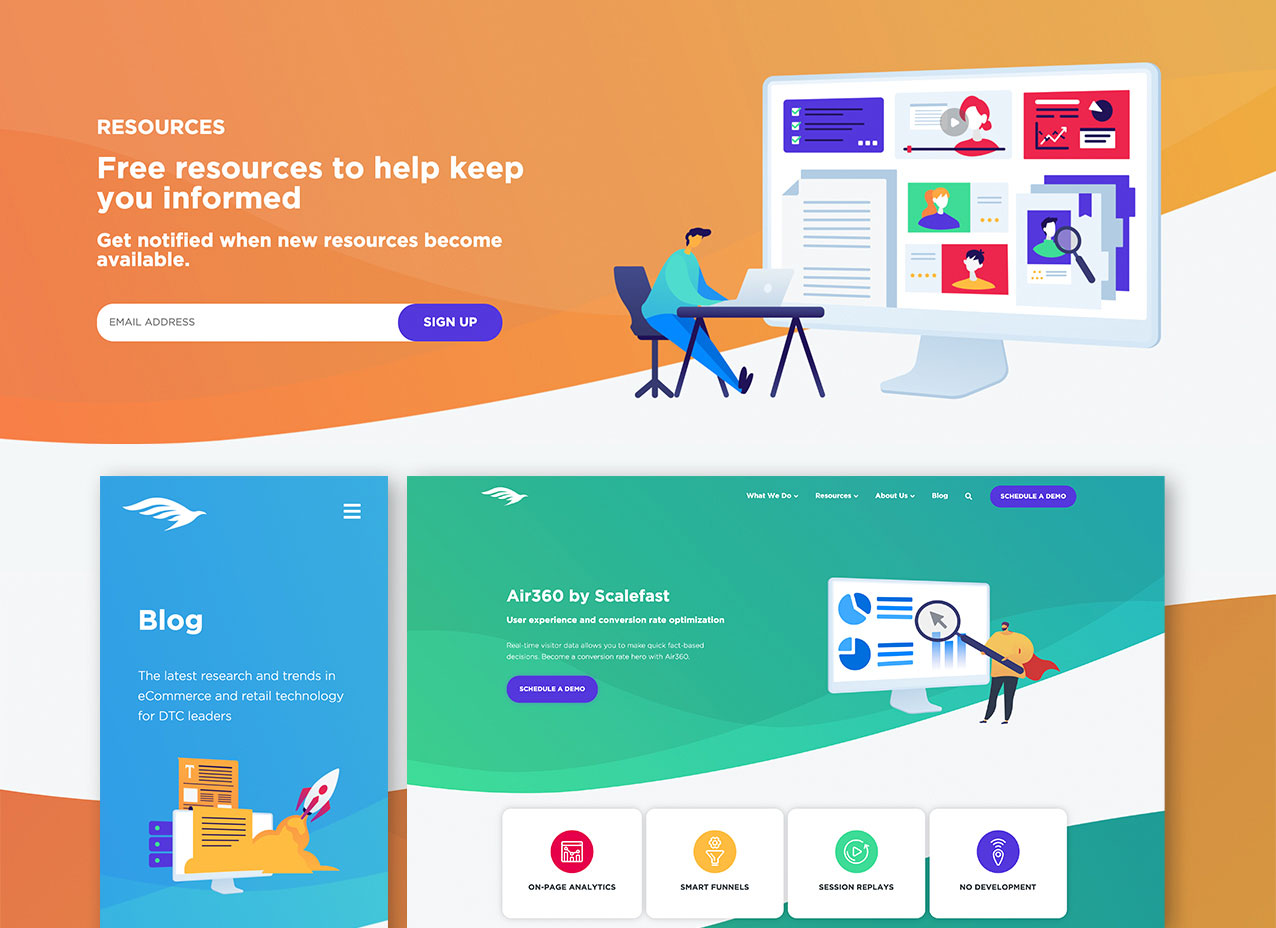 RESOURCES
Free resources to help keep
you informed
Get notified when new resources become
available.
EMAIL ADDRESS
SIGN UP
Blog
The latest research and trends in
eCommerce and retail technology
for DTC leaders
T
What We Do
Resources
About Us
Blog
SCHEDULE A DEMO
Air360 by Scalefast
User experience and conversion rate optimization
Real-time visitor data allows you to make quick fact-based
decisions. Become a conversion rate hero with Air360.
SCHEDULE A DEMO
ON-PAGE ANALYTICS
SMART FUNNELS
SESSION REPLAYS
NO DEVELOPMENT